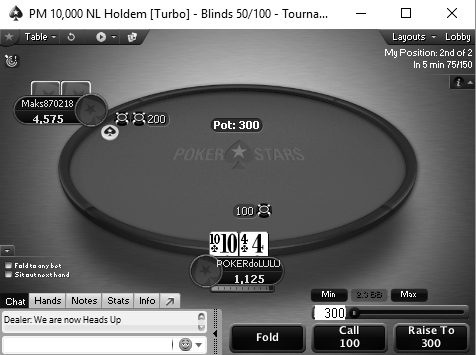 PM 10,000 NL Holdem [Turbo] - Blinds 50/100 - Tourna...
Table
Layouts
Lobby
My Position: 2nd of 2
In 5 min 75/150
Maks870218
4,575
200
Pot: 300
POKER STARS
100
10 10 4 4
POKERdoLULU
1,125
Fold to any bet
Sit out next hand
Min 2.3 BB Max
Chat Hands Notes Stats Info
300
Dealer: We are now Heads Up
Fold
Call
100
Raise To
300